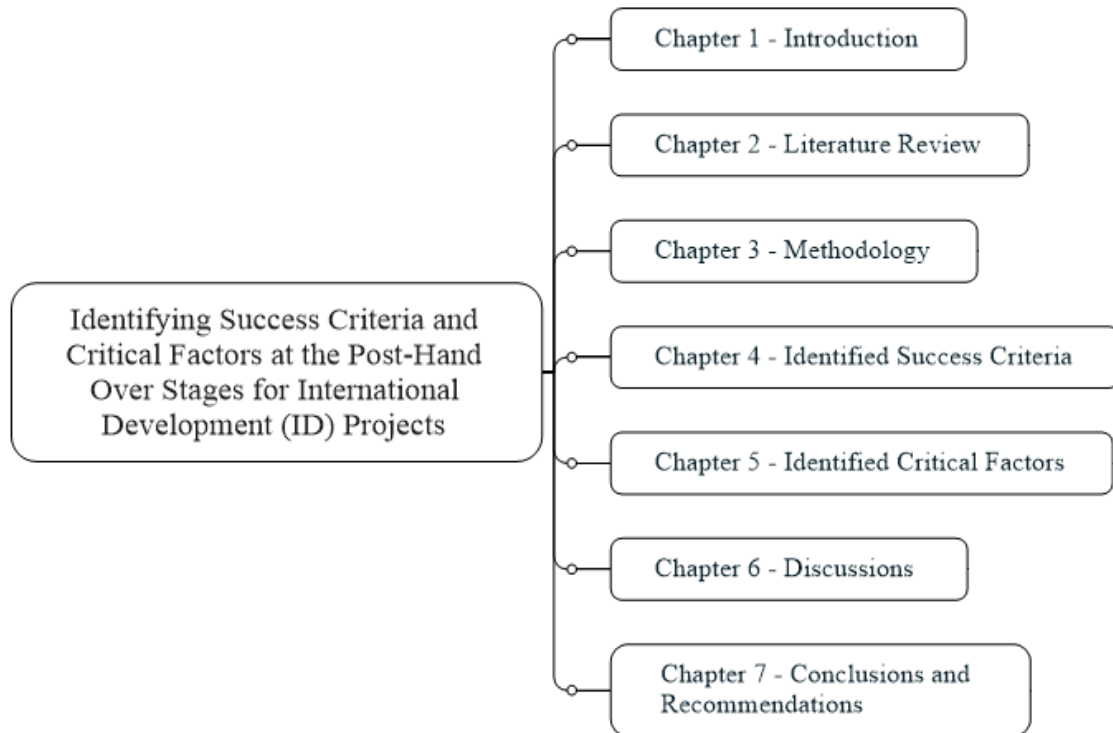 Identifying Success Criteria and
Critical Factors at the Post-Hand
Over Stages for International
Development (ID) Projects
Chapter 1 - Introduction
Chapter 2 - Literature Review
Chapter 3 - Methodology
Chapter 4 - Identified Success Criteria
Chapter 5 - Identified Critical Factors
Chapter 6 - Discussions
Chapter 7 - Conclusions and
Recommendations